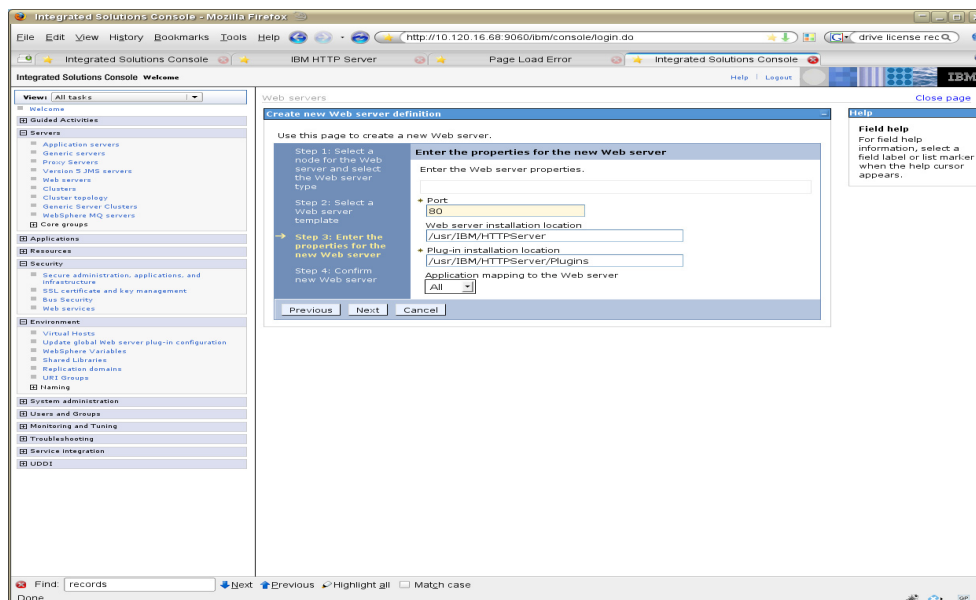 Integrated Solutions Console - Mozilla Firefox
File Edit View History Bookmarks Tools Help
http://10.120.16.68:9060/ibm/console/login.do
drive license rec
Integrated Solutions Console
IBM HTTP Server
Page Load Error
Integrated Solutions Console
Integrated Solutions Console Welcome
Help | Logout
IBM
View: All tasks
Welcome
Guided Activities
Servers
Application servers
Generic servers
Proxy Servers
Version 5 JMS servers
Web servers
Clusters
Cluster topology
Generic Server Clusters
WebSphere MQ servers
Core groups
Applications
Resources
Security
Secure administration, applications, and
infrastructure
SSL certificate and key management
Bus Security
Web services
Environment
Virtual Hosts
Update global Web server plug-in configuration
WebSphere Variables
Shared Libraries
Replication domains
URI Groups
Naming
System administration
Users and Groups
Monitoring and Tuning
Troubleshooting
Service integration
UDDI
Web servers
Close page
Create new Web server definition
Use this page to create a new Web server.
Step 1: Select a
node for the Web
server and select
the Web server
type
Step 2: Select a
Web server
template
Step 3: Enter the
properties for the
new Web server
Step 4: Confirm
new Web server
Enter the properties for the new Web server
Enter the Web server properties.
Port
80
Web server installation location
/usr/IBM/HTTPServer
Plug-in installation location
/usr/IBM/HTTPServer/Plugins
Application mapping to the Web server
All
Previous Next Cancel
Help
Field help
For field help
information, select a
field label or list marker
when the help cursor
appears.
Find: records Next Previous Highlight all Match case
Done